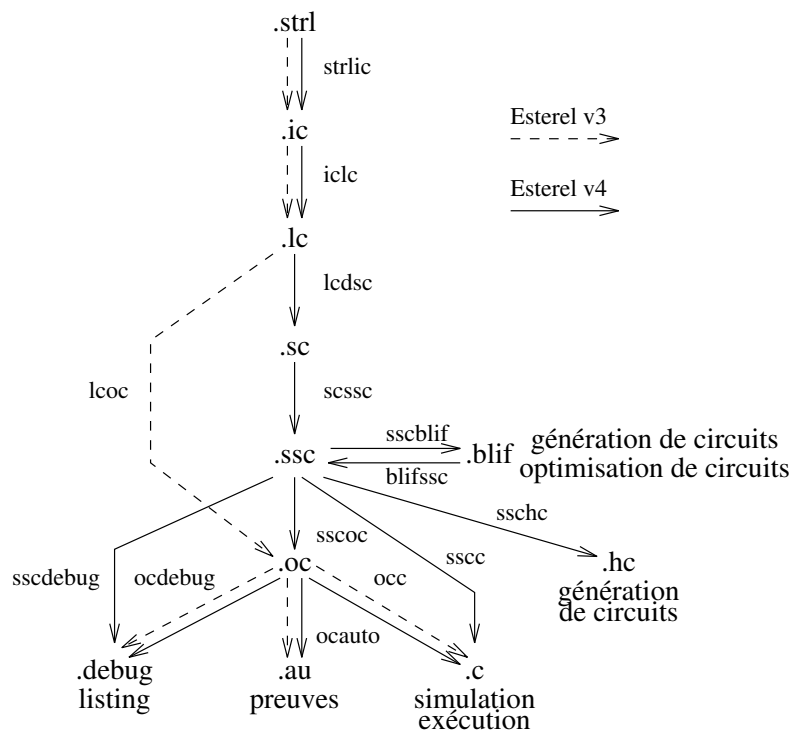 .strl
strlic
Esterel v3
.ic
Esterel v4
iclc
.lc
lcdsc
.sc
lcoc
scssc
sscblif
génération de circuits
.ssc
.blif
optimisation de circuits
blifssc
sschc
sscoc
.oc
.hc
sscdebug
ocdebug
occ
sscc
génération
de circuits
ocauto
.debug
.au
.c
listing
preuves
simulation
exécution